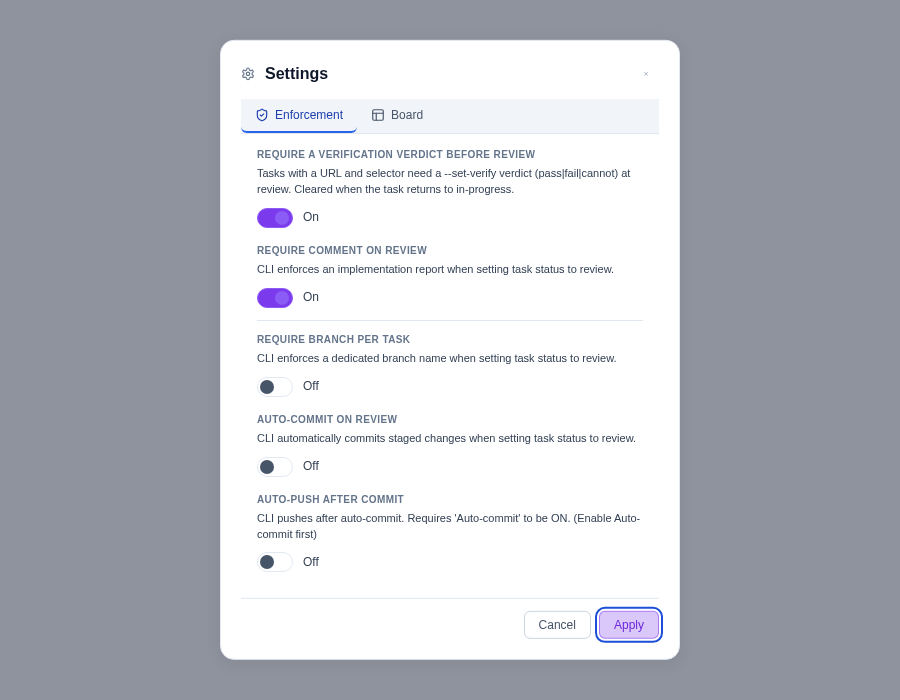 Settings
×
Enforcement
Board
REQUIRE A VERIFICATION VERDICT BEFORE REVIEW
Tasks with a URL and selector need a --set-verify verdict (pass|fail|cannot) at
review. Cleared when the task returns to in-progress.
On
REQUIRE COMMENT ON REVIEW
CLI enforces an implementation report when setting task status to review.
On
REQUIRE BRANCH PER TASK
CLI enforces a dedicated branch name when setting task status to review.
Off
AUTO-COMMIT ON REVIEW
CLI automatically commits staged changes when setting task status to review.
Off
AUTO-PUSH AFTER COMMIT
CLI pushes after auto-commit. Requires 'Auto-commit' to be ON. (Enable Auto-
commit first)
Off
Cancel
Apply